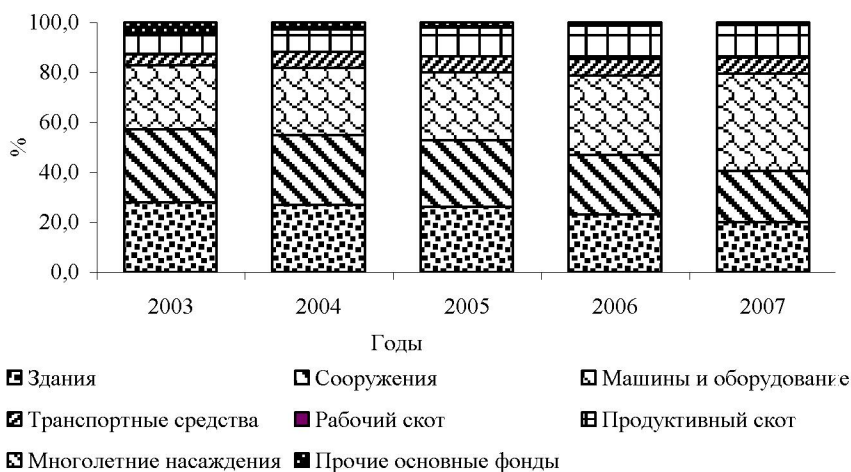 100,0
80,0
60,0
40,0
20,0
0,0
%
2003 2004 2005 2006 2007
Годы
Здания Сооружения Машины и оборудование
Транспортные средства Рабочий скот Продуктивный скот
Многолетние насаждения Прочие основные фонды